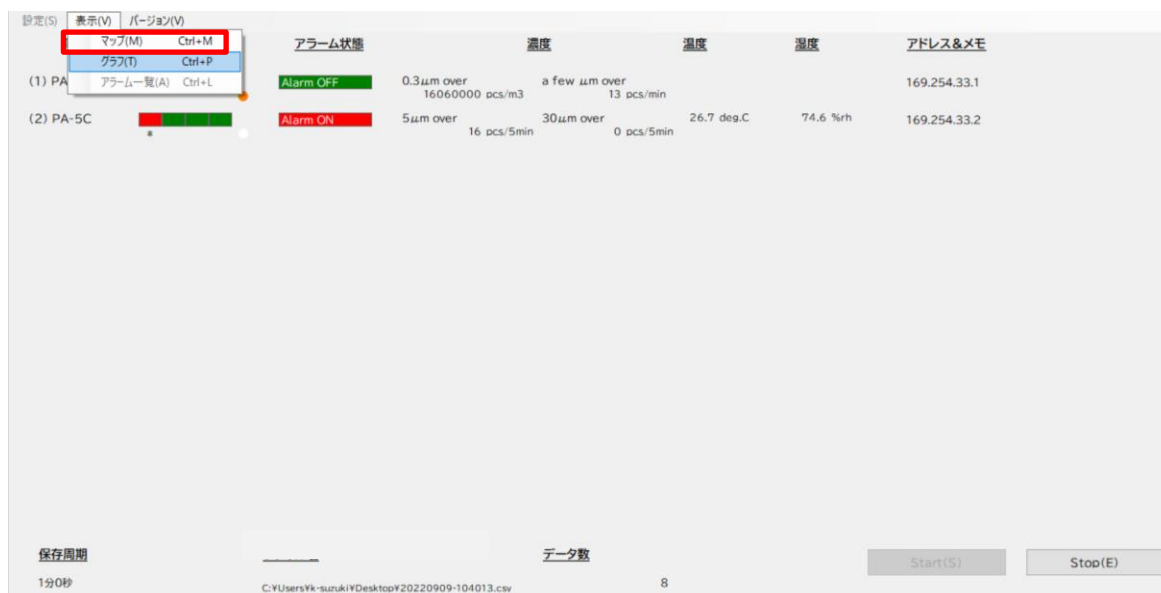 設定(S) 表示(V) バージョン(V)
マップ(M) Ctrl+M
グラフ(T) Ctrl+P
アラーム一覧(A) Ctrl+L
アラーム状態 濃度 温度 湿度 アドレス&メモ
(1) PA Alarm OFF 0.3μm over a few μm over 169.254.33.1
16060000 pcs/m3 13 pcs/min
(2) PA-5C Alarm ON 5μm over 30μm over 26.7 deg.C 74.6 %rh 169.254.33.2
16 pcs/5min 0 pcs/5min
保存周期 データ数 Start(S) Stop(E)
1分0秒 C:¥Users¥k-suzuki¥Desktop¥20220909-104013.csv 8